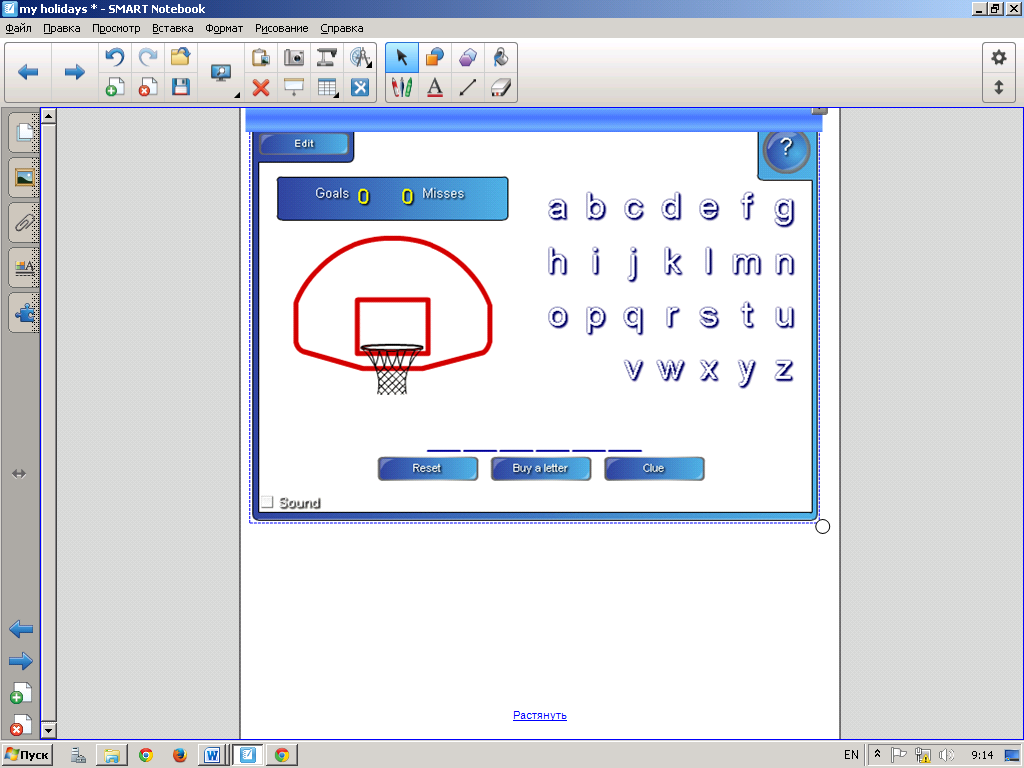 my holidays * - SMART Notebook
Файл Правка Просмотр Вставка Формат Рисование Справка
Edit
?
Goals 0 0 Misses
a b c d e f g
h i j k l m n
o p q r s t u
v w x y z
Reset Buy a letter Clue
Sound
Растянуть
Пуск EN 9:14